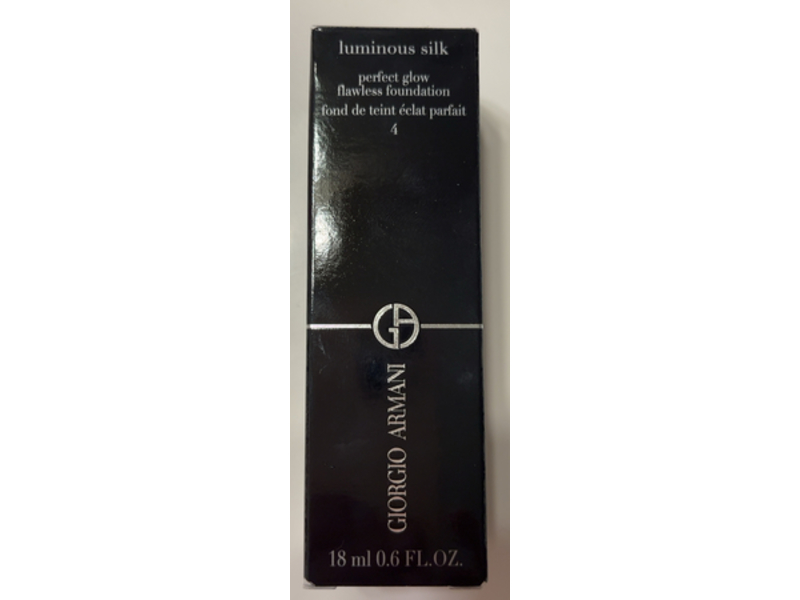 luminous silk
perfect glow
flawless foundation
fond de teint éclat parfait
4
GA
GIORGIO ARMANI
18 ml 0.6 FL.OZ.